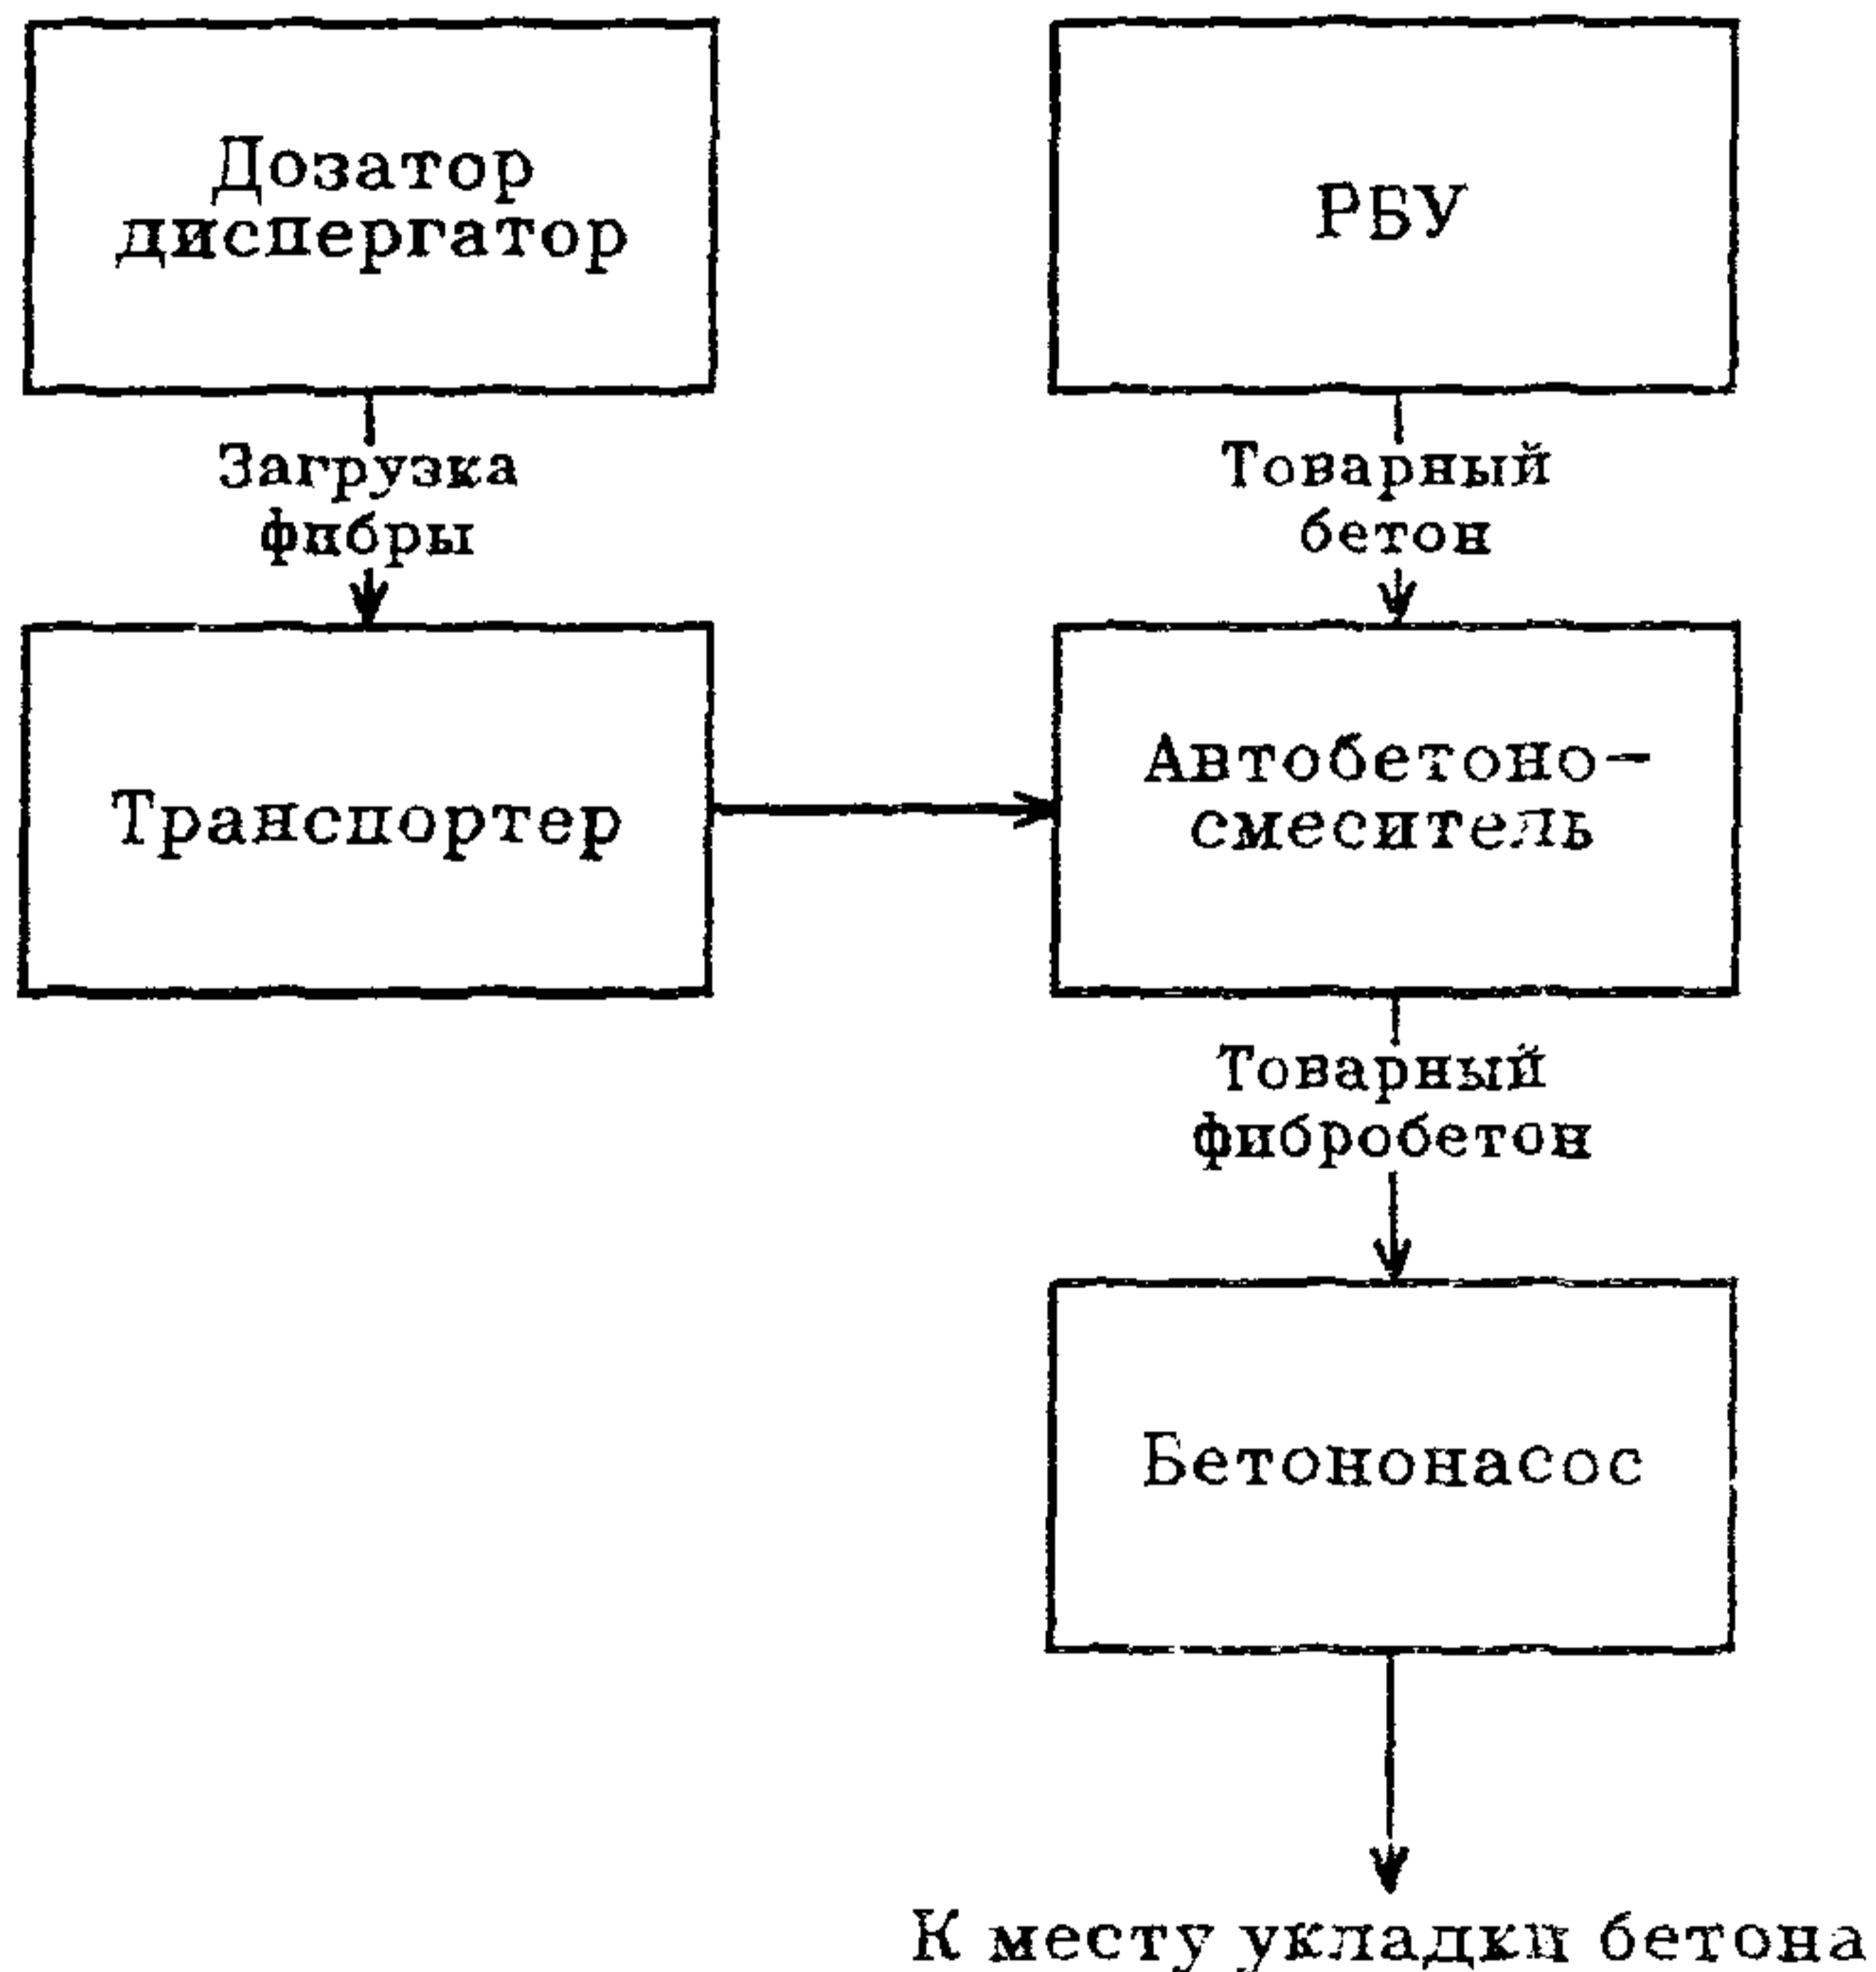 Дозатор
диспергатор
РБУ
Загрузка
фибры
Товарный
бетон
Транспортер
Автобетоно-
смеситель
Товарный
фибробетон
Бетононасос
К месту укладки бетона